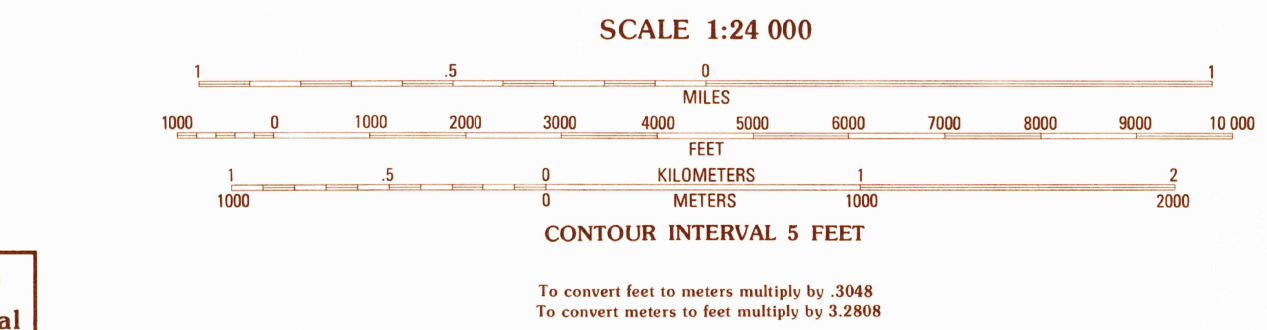 SCALE 1:24 000
1 .5 0 1
MILES
1000 0 1000 2000 3000 4000 5000 6000 7000 8000 9000 10 000
FEET
1 .5 0 KILOMETERS 1 2
1000 0 METERS 1000 2000
CONTOUR INTERVAL 5 FEET
To convert feet to meters multiply by .3048
To convert meters to feet multiply by 3.2808
al